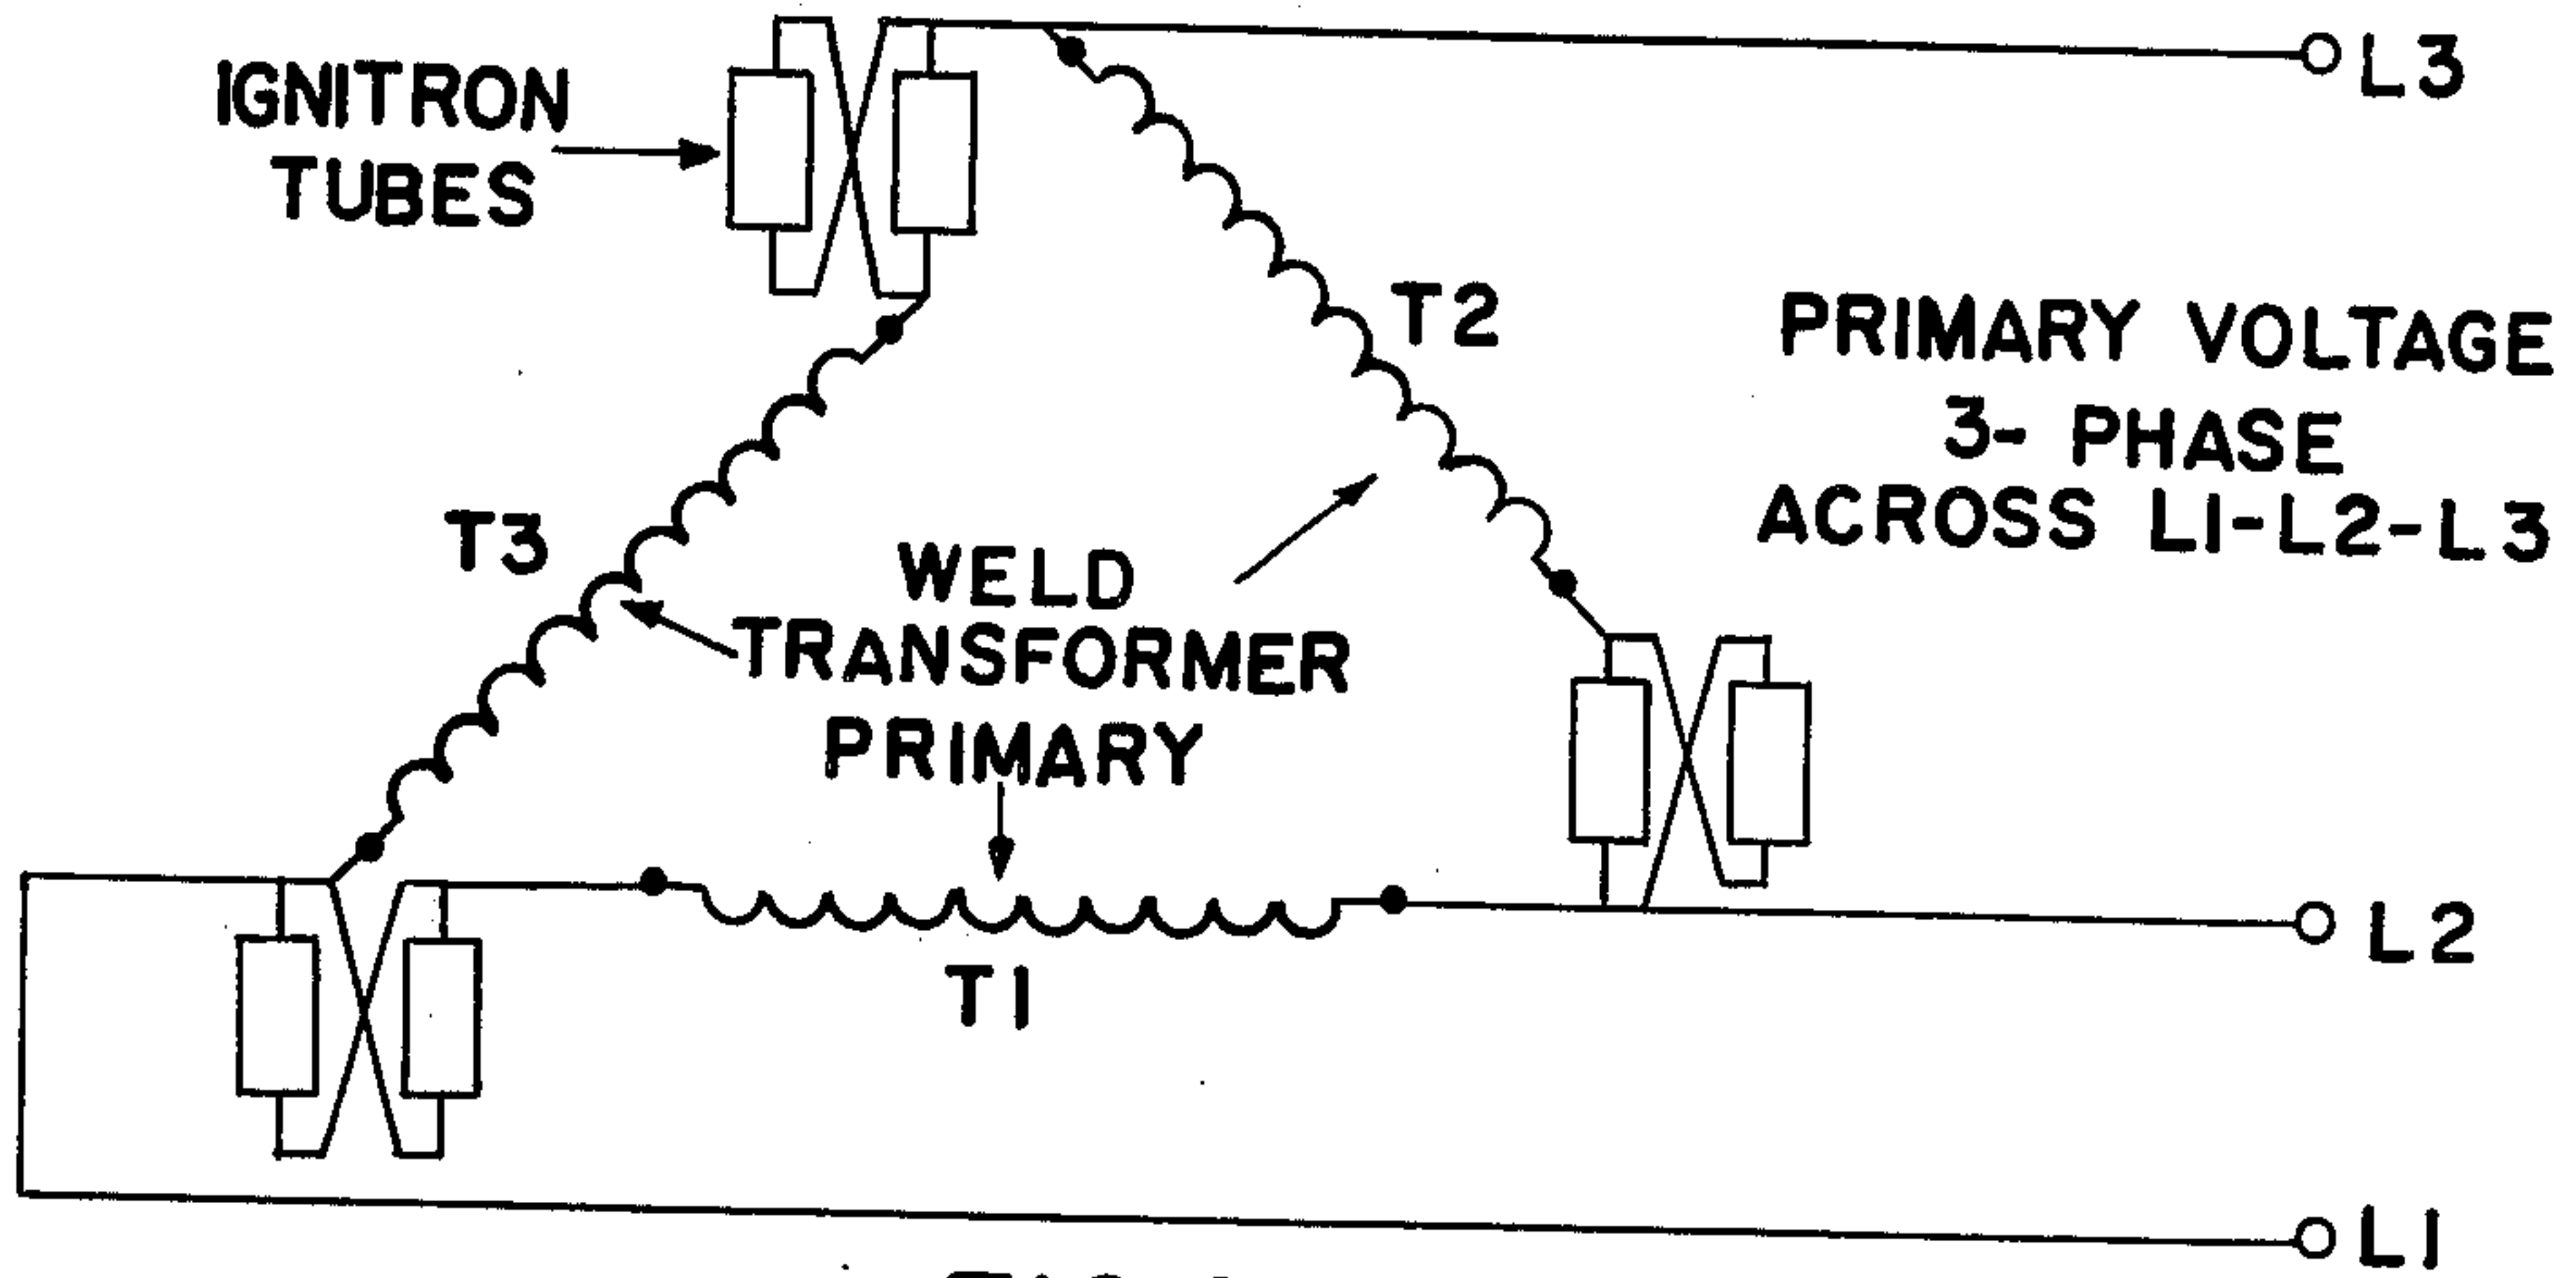 IGNITRON
TUBES
L3
T2
PRIMARY VOLTAGE
3- PHASE
ACROSS L1-L2-L3
T3
WELD
TRANSFORMER
PRIMARY
L2
T1
L1